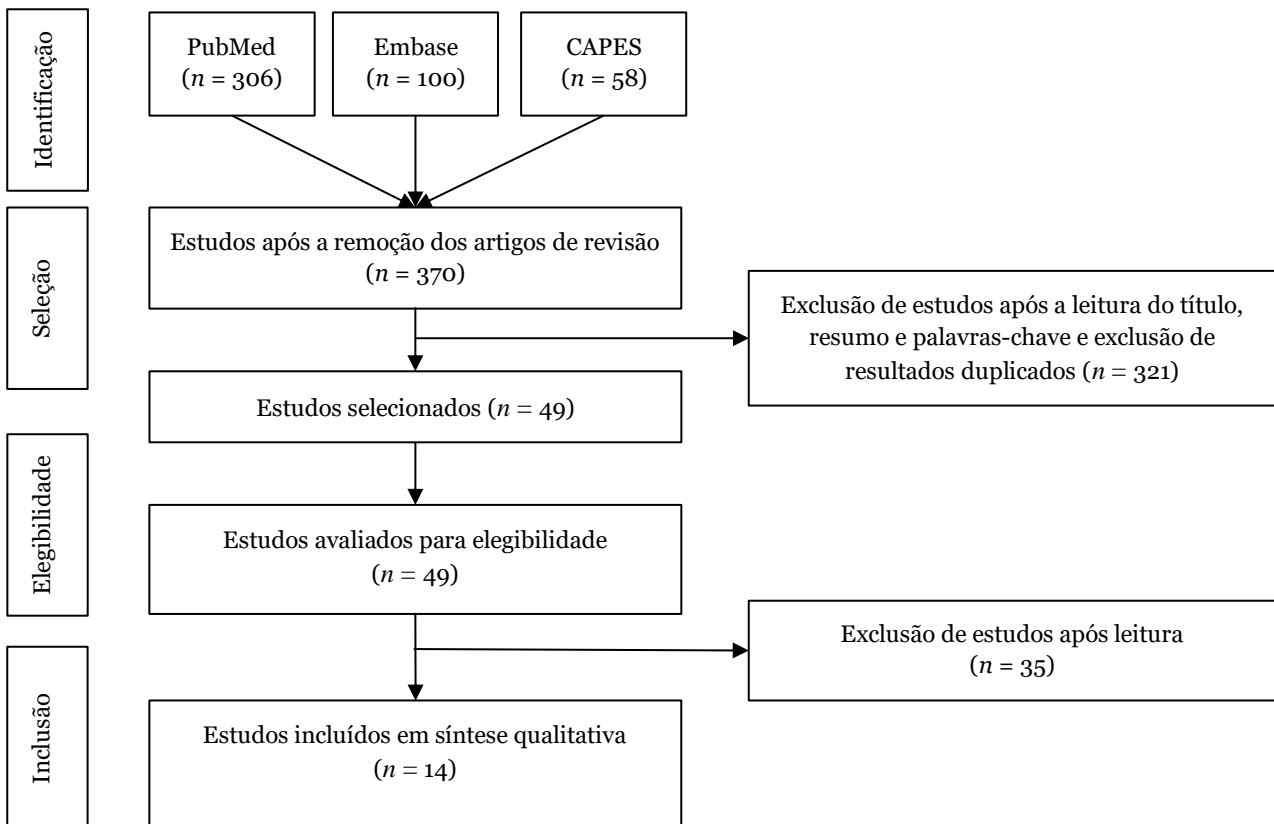 Identificação
PubMed
(n = 306)
Embase
(n = 100)
CAPES
(n = 58)
Seleção
Estudos após a remoção dos artigos de revisão
(n = 370)
Exclusão de estudos após a leitura do título,
resumo e palavras-chave e exclusão de
resultados duplicados (n = 321)
Estudos selecionados (n = 49)
Elegibilidade
Estudos avaliados para elegibilidade
(n = 49)
Exclusão de estudos após leitura
(n = 35)
Inclusão
Estudos incluídos em síntese qualitativa
(n = 14)